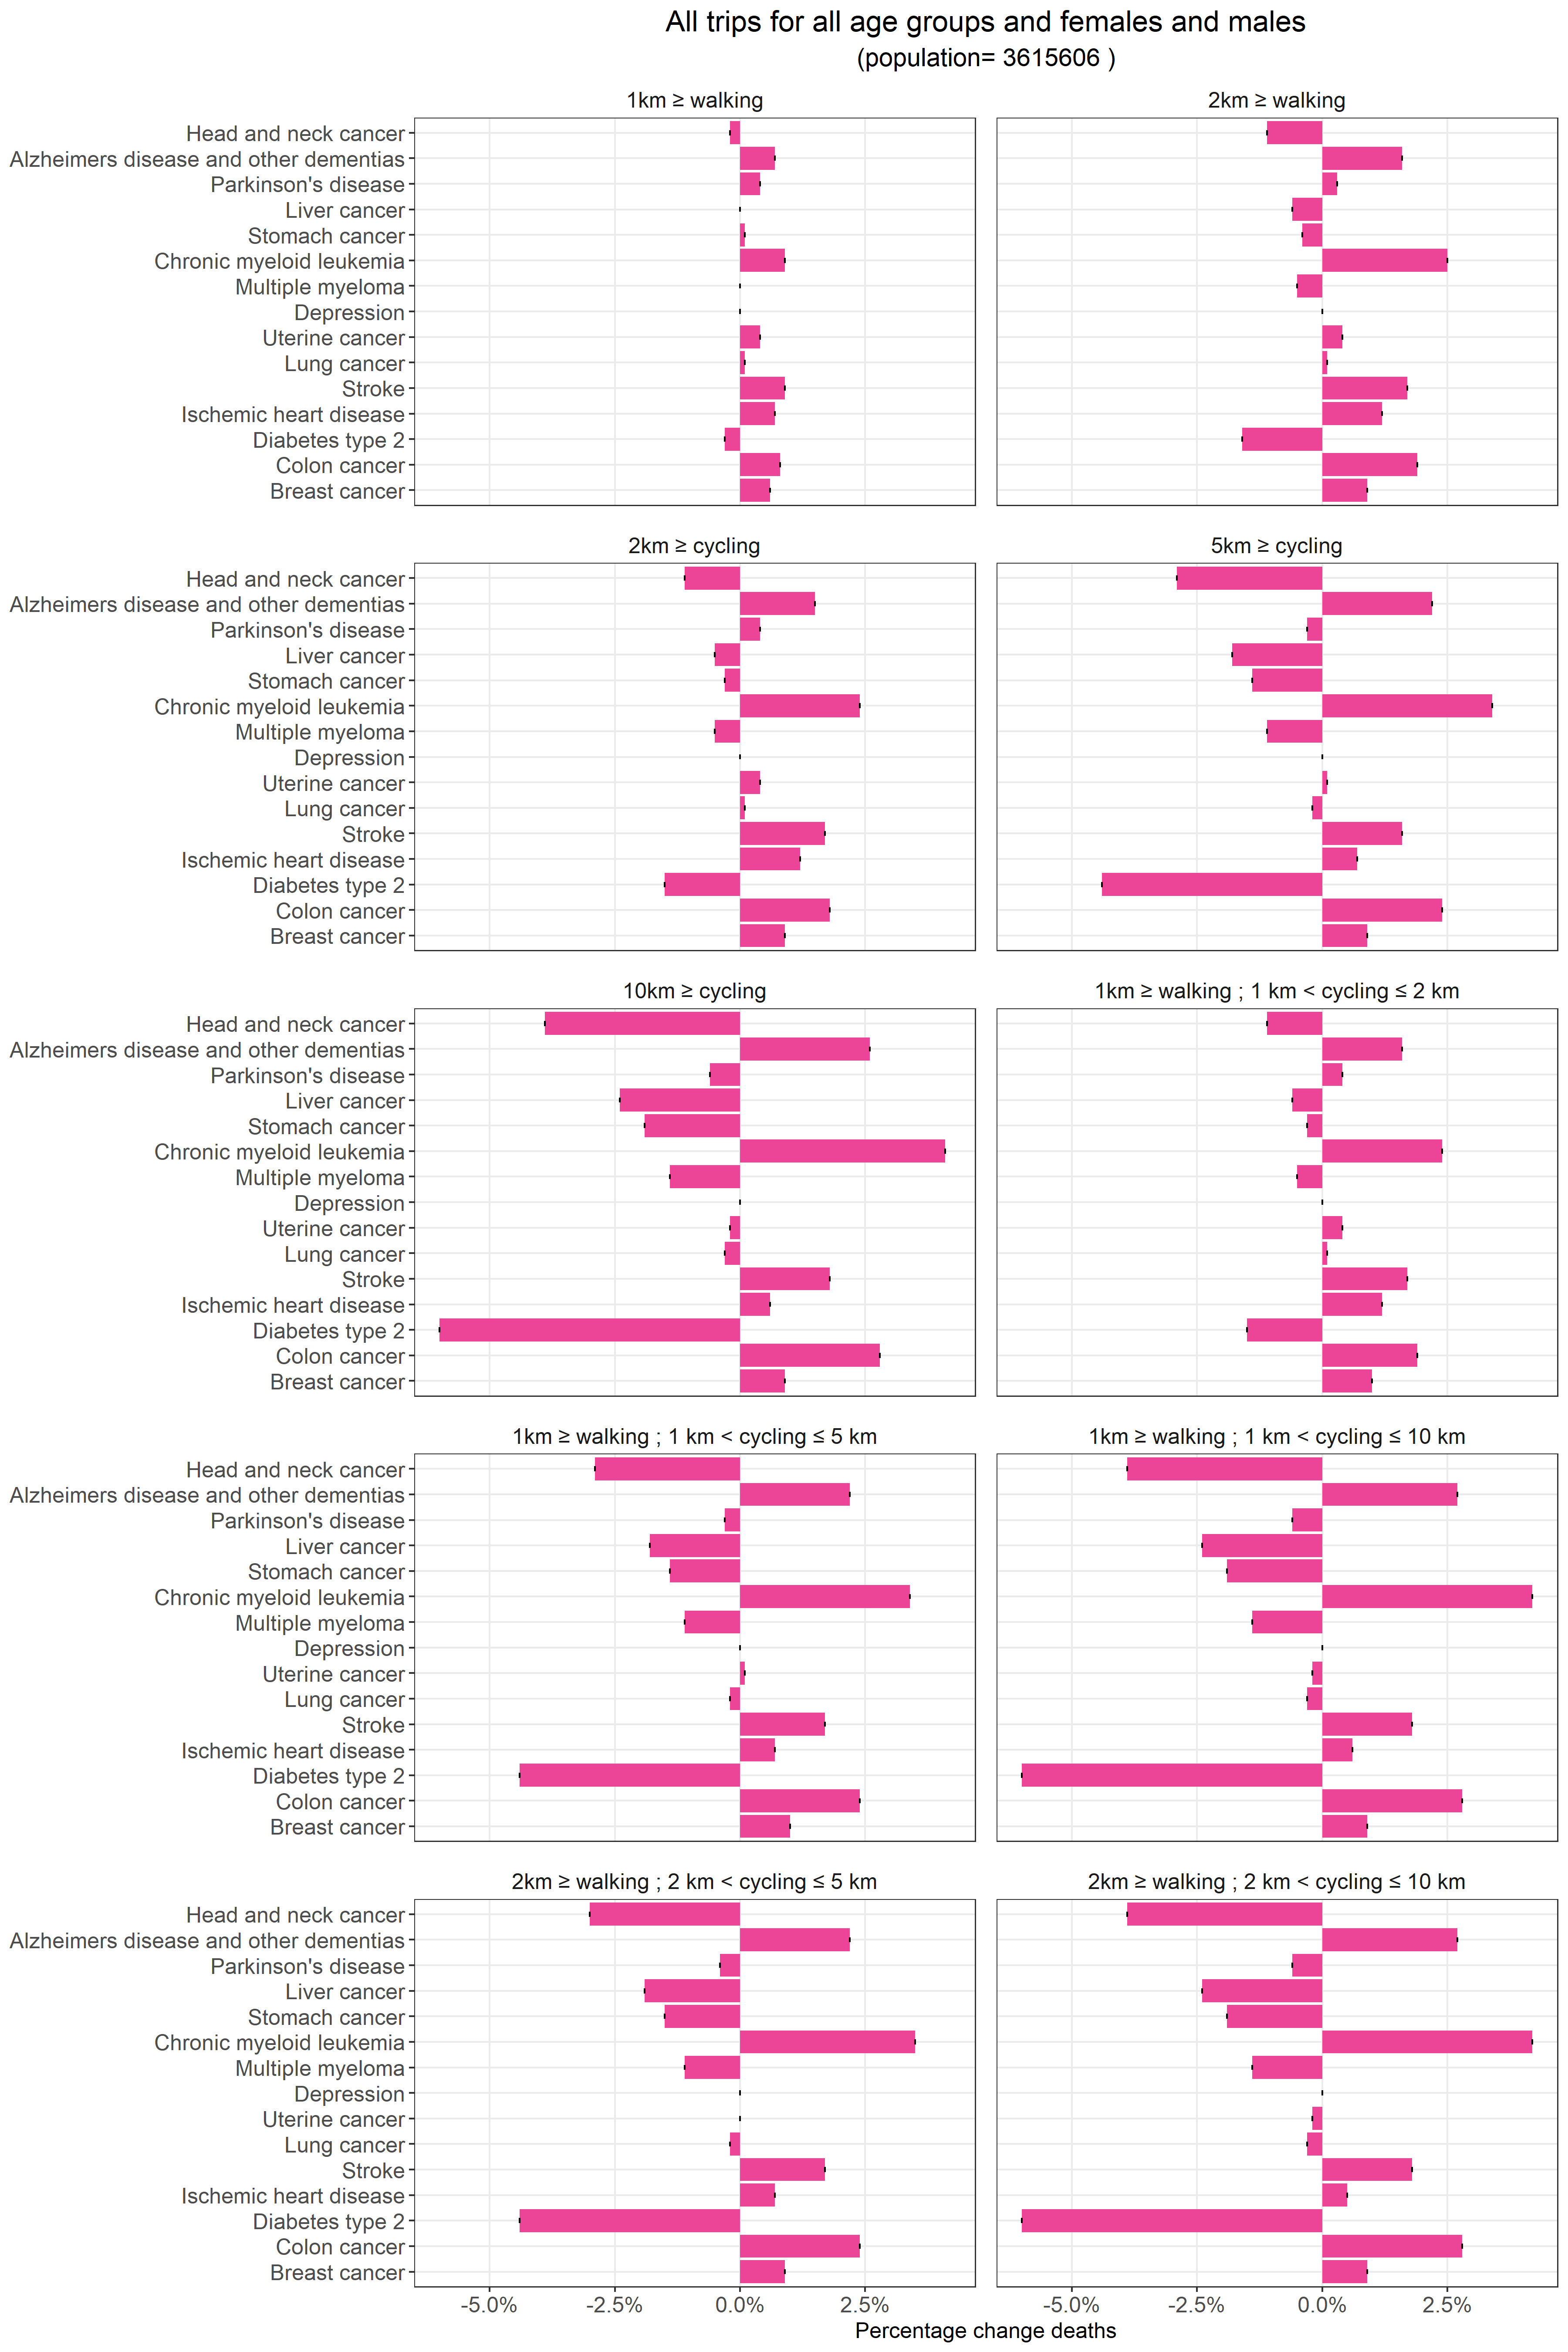 All trips for all age groups and females and males
(population= 3615606 )
1km ≥ walking
2km ≥ walking
Head and neck cancer
Alzheimers disease and other dementias
Parkinson's disease
Liver cancer
Stomach cancer
Chronic myeloid leukemia
Multiple myeloma
Depression
Uterine cancer
Lung cancer
Stroke
Ischemic heart disease
Diabetes type 2
Colon cancer
Breast cancer
2km ≥ cycling
5km ≥ cycling
Head and neck cancer
Alzheimers disease and other dementias
Parkinson's disease
Liver cancer
Stomach cancer
Chronic myeloid leukemia
Multiple myeloma
Depression
Uterine cancer
Lung cancer
Stroke
Ischemic heart disease
Diabetes type 2
Colon cancer
Breast cancer
10km ≥ cycling
1km ≥ walking ; 1 km < cycling ≤ 2 km
Head and neck cancer
Alzheimers disease and other dementias
Parkinson's disease
Liver cancer
Stomach cancer
Chronic myeloid leukemia
Multiple myeloma
Depression
Uterine cancer
Lung cancer
Stroke
Ischemic heart disease
Diabetes type 2
Colon cancer
Breast cancer
1km ≥ walking ; 1 km < cycling ≤ 5 km
1km ≥ walking ; 1 km < cycling ≤ 10 km
Head and neck cancer
Alzheimers disease and other dementias
Parkinson's disease
Liver cancer
Stomach cancer
Chronic myeloid leukemia
Multiple myeloma
Depression
Uterine cancer
Lung cancer
Stroke
Ischemic heart disease
Diabetes type 2
Colon cancer
Breast cancer
2km ≥ walking ; 2 km < cycling ≤ 5 km
2km ≥ walking ; 2 km < cycling ≤ 10 km
Head and neck cancer
Alzheimers disease and other dementias
Parkinson's disease
Liver cancer
Stomach cancer
Chronic myeloid leukemia
Multiple myeloma
Depression
Uterine cancer
Lung cancer
Stroke
Ischemic heart disease
Diabetes type 2
Colon cancer
Breast cancer
-5.0% -2.5% 0.0% 2.5% -5.0% -2.5% 0.0% 2.5%
Percentage change deaths